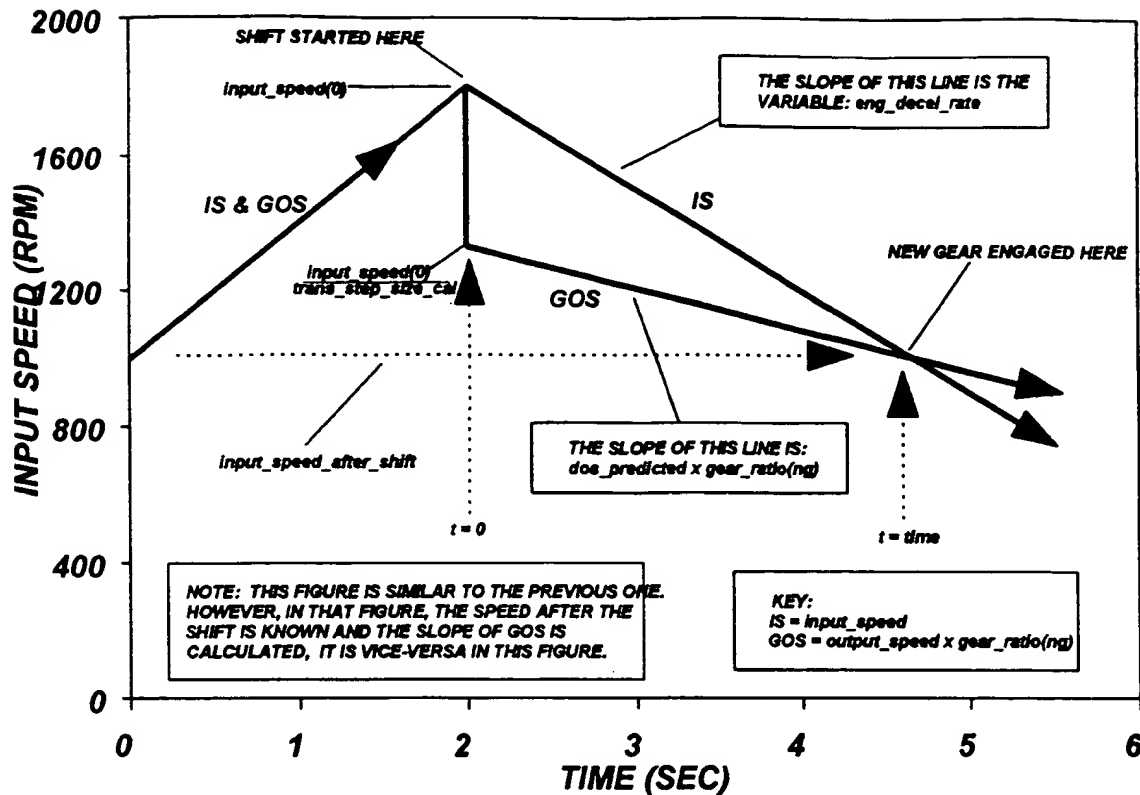 2000
SHIFT STARTED HERE
input_speed(0)
THE SLOPE OF THIS LINE IS THE
VARIABLE: eng_decel_rate
1600
IS & GOS
IS
NEW GEAR ENGAGED HERE
input_speed(0)
trans_step_size_cal
1200
GOS
INPUT SPEED (RPM)
800
input_speed_after_shift
THE SLOPE OF THIS LINE IS:
dos_predicted x gear_ratio(ng)
t = 0
t = time
400
NOTE: THIS FIGURE IS SIMILAR TO THE PREVIOUS ONE.
HOWEVER, IN THAT FIGURE, THE SPEED AFTER THE
SHIFT IS KNOWN AND THE SLOPE OF GOS IS
CALCULATED, IT IS VICE-VERSA IN THIS FIGURE.
KEY:
IS = input_speed
GOS = output_speed x gear_ratio(ng)
0
0 1 2 3 4 5 6
TIME (SEC)